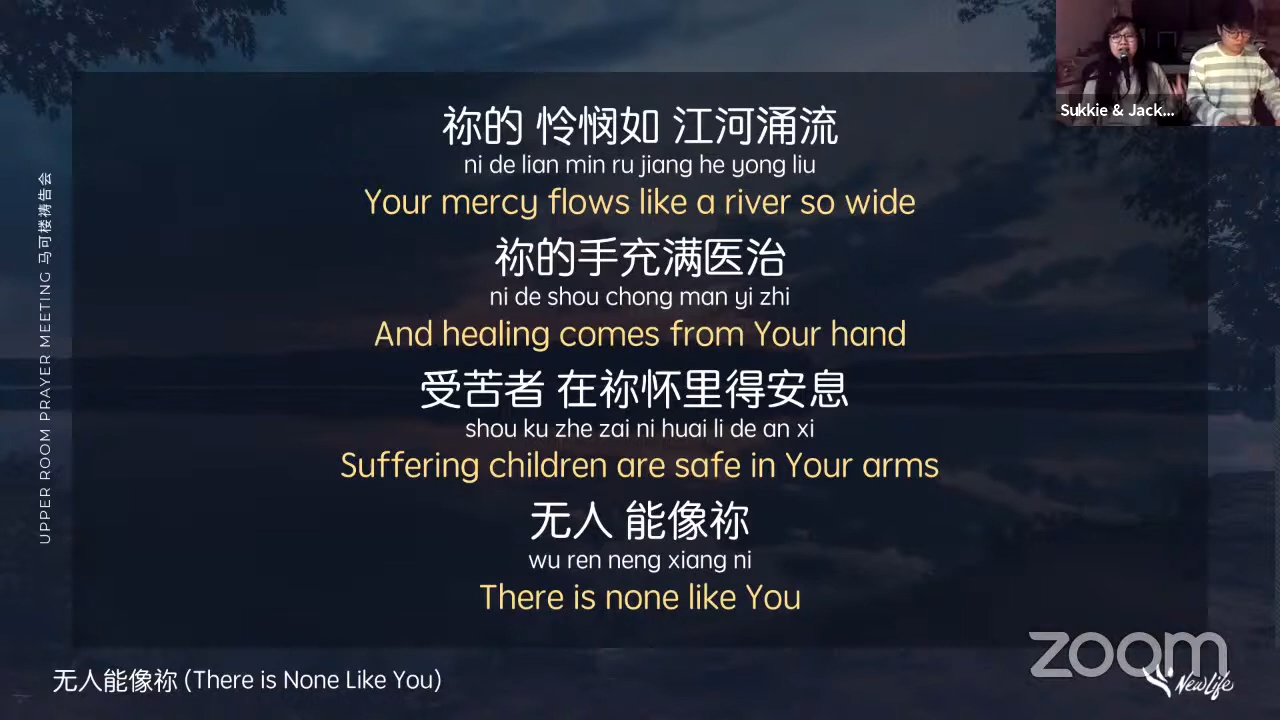 Sukkie & Jack...
祢的 怜悯如 江河涌流
ni de lian min ru jiang he yong liu
Your mercy flows like a river so wide
祢的手充满医治
ni de shou chong man yi zhi
And healing comes from Your hand
受苦者 在祢怀里得安息
shou ku zhe zai ni huai li de an xi
Suffering children are safe in Your arms
无人 能像祢
wu ren neng xiang ni
There is none like You
UPPER ROOM PRAYER MEETING 马可楼祷告会
无人能像祢 (There is None Like You)
zoom
NewLife